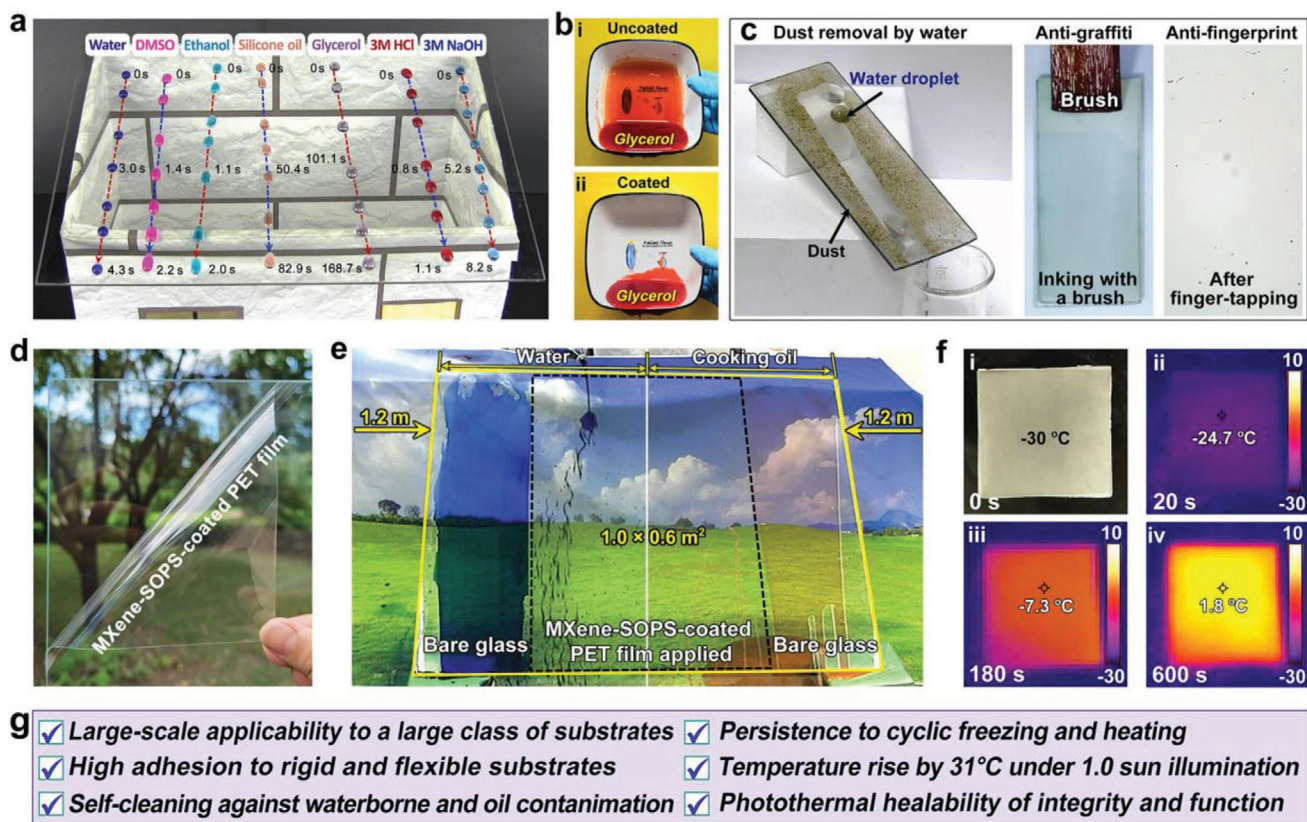 a
Water DMSO Ethanol Silicone oil Glycerol 3M HCl 3M NaOH
0s 0s 0s 0s 0s 0s 0s
3.0 s 1.4 s 1.1 s 50.4 s 101.1 s 0.8 s 5.2 s
4.3 s 2.2 s 2.0 s 82.9 s 168.7 s 1.1 s 8.2 s
b
i
Uncoated
Glycerol
ii
Coated
Glycerol
c
Dust removal by water
Water droplet
Dust
Anti-graffiti
Brush
Inking with
a brush
Anti-fingerprint
After
finger-tapping
d
MXene-SOPS-coated PET film
e
Water Cooking oil
1.2 m 1.2 m
1.0 × 0.6 m²
Bare glass
MXene-SOPS-coated
PET film applied
Bare glass
f
i
-30 °C
0 s
ii
10
-24.7 °C
20 s
-30
iii
10
-7.3 °C
180 s
-30
iv
10
1.8 °C
600 s
-30
g
Large-scale applicability to a large class of substrates
High adhesion to rigid and flexible substrates
Self-cleaning against waterborne and oil contanimation
Persistence to cyclic freezing and heating
Temperature rise by 31°C under 1.0 sun illumination
Photothermal healability of integrity and function